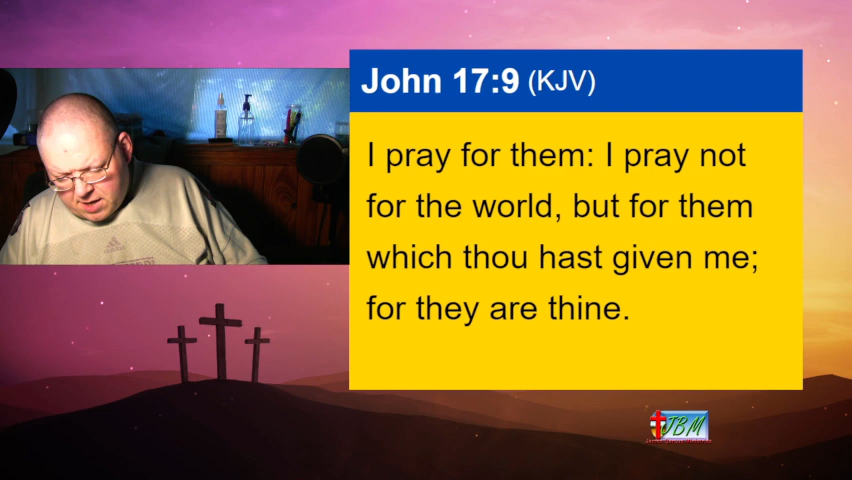 John 17:9 (KJV)
I pray for them: I pray not
for the world, but for them
which thou hast given me;
for they are thine.
adidas
JBM